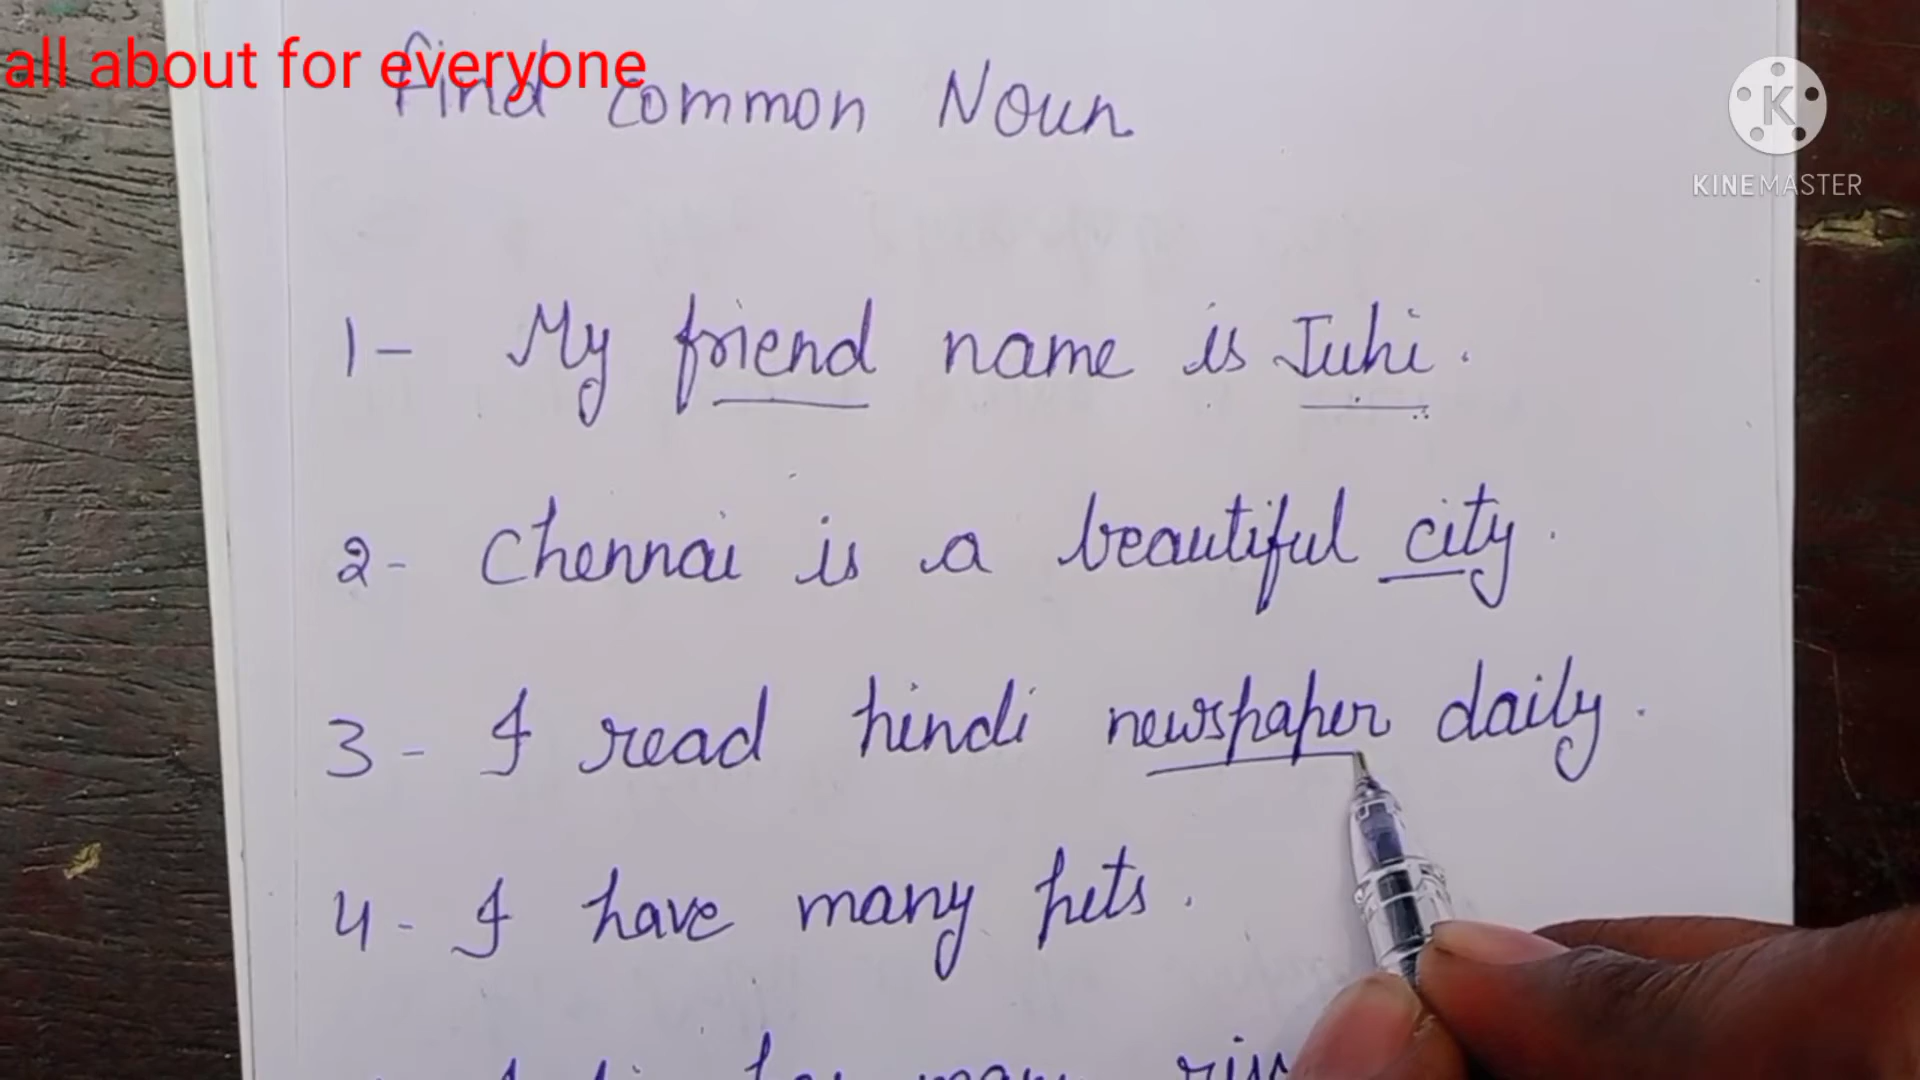 all about for everyone
Find common Noun
K
KINEMASTER
1- My friend name is Juhi.
2- Chennai is a beautiful city.
3- I read hindi newspaper daily.
4- I have many pets.
many